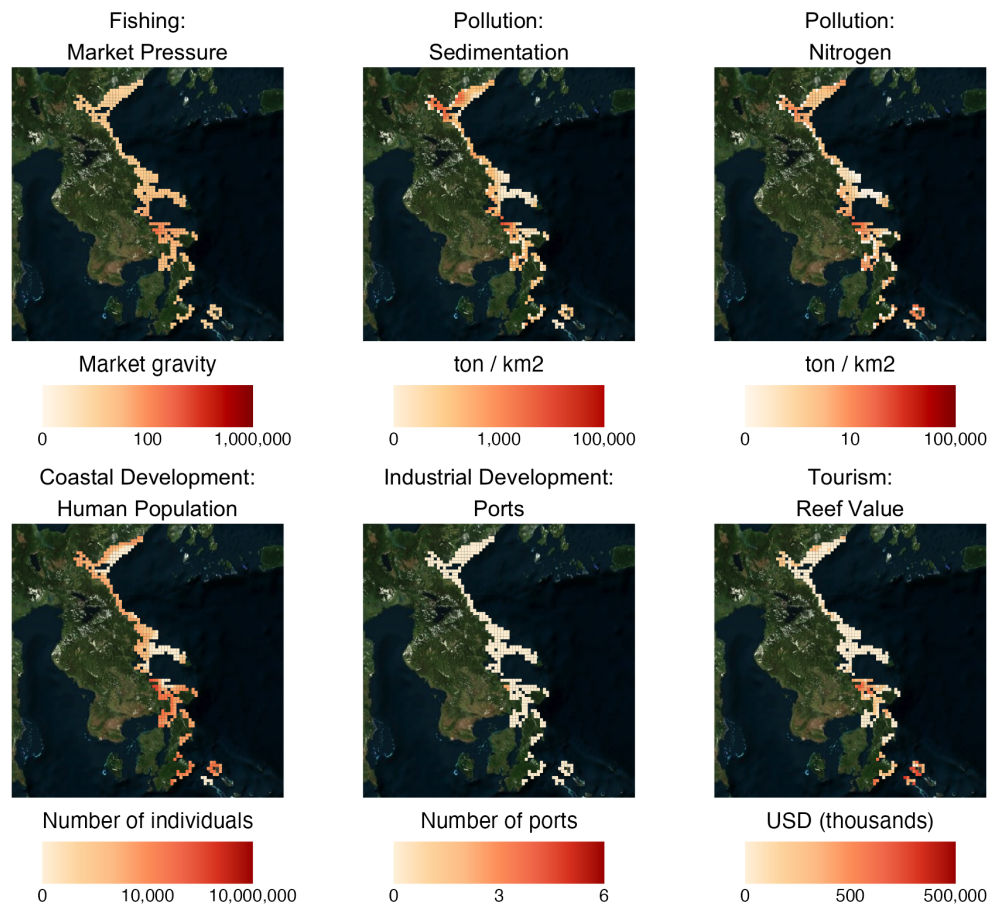 Fishing:
Market Pressure
Pollution:
Sedimentation
Pollution:
Nitrogen
Market gravity
0 100 1,000,000
ton / km2
0 1,000 100,000
ton / km2
0 10 100,000
Coastal Development:
Human Population
Industrial Development:
Ports
Tourism:
Reef Value
Number of individuals
0 10,000 10,000,000
Number of ports
0 3 6
USD (thousands)
0 500 500,000